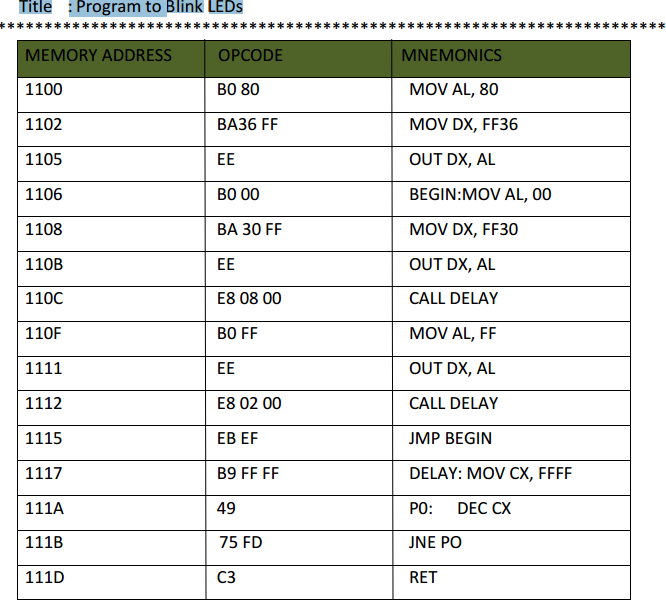 Title : Program to Blink LEDs
************************************************************************
MEMORY ADDRESS OPCODE MNEMONICS
1100 B0 80 MOV AL, 80
1102 BA36 FF MOV DX, FF36
1105 EE OUT DX, AL
1106 B0 00 BEGIN:MOV AL, 00
1108 BA 30 FF MOV DX, FF30
110B EE OUT DX, AL
110C E8 08 00 CALL DELAY
110F B0 FF MOV AL, FF
1111 EE OUT DX, AL
1112 E8 02 00 CALL DELAY
1115 EB EF JMP BEGIN
1117 B9 FF FF DELAY: MOV CX, FFFF
111A 49 P0: DEC CX
111B 75 FD JNE PO
111D C3 RET